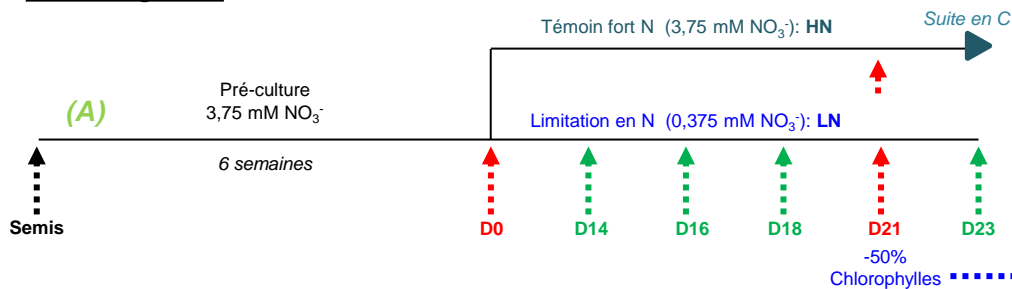 Témoin fort N (3,75 mM NO3-): HN
Suite en C
(A)
Pré-culture
3,75 mM NO3-
Limitation en N (0,375 mM NO3-): LN
6 semaines
Semis
D0
D14
D16
D18
D21
D23
-50%
Chlorophylles